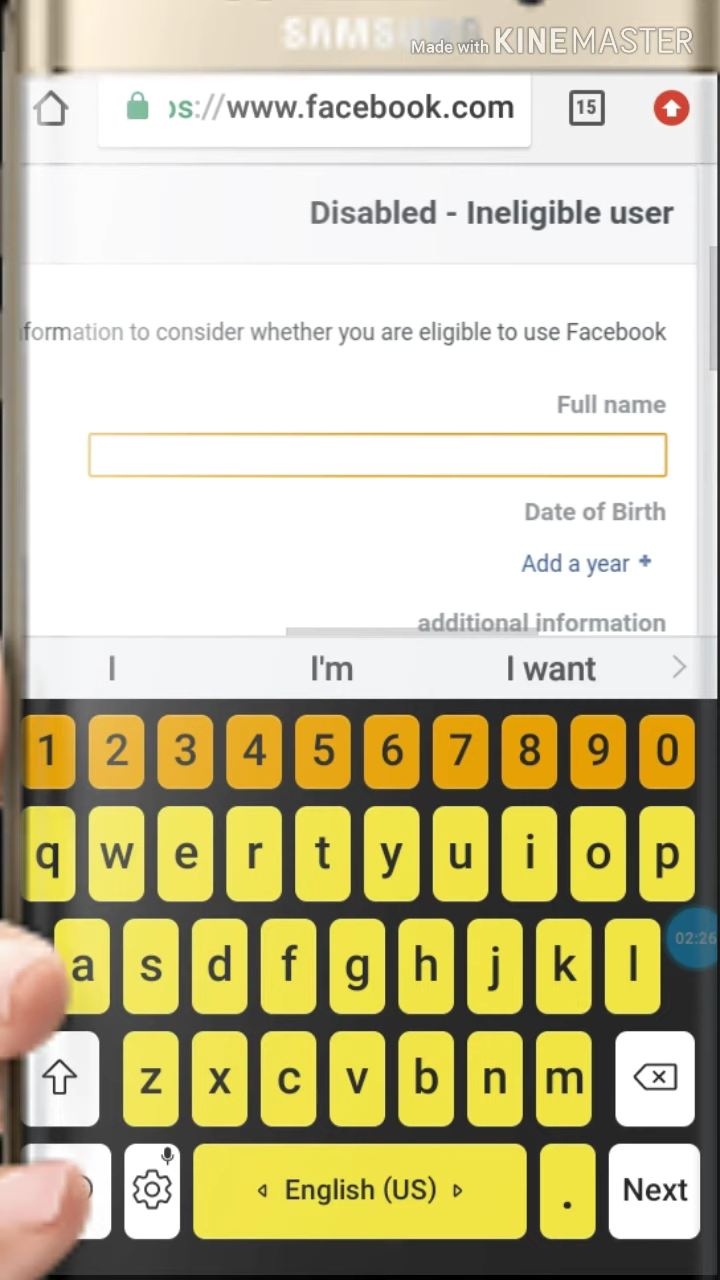 SAMSUNG
Made with KINEMASTER
ps://www.facebook.com
15
Disabled - Ineligible user
formation to consider whether you are eligible to use Facebook
Full name
Date of Birth
Add a year +
additional information
I I'm I want
1 2 3 4 5 6 7 8 9 0
q w e r t y u i o p
a s d f g h j k l
02:26
z x c v b n m
English (US) . Next